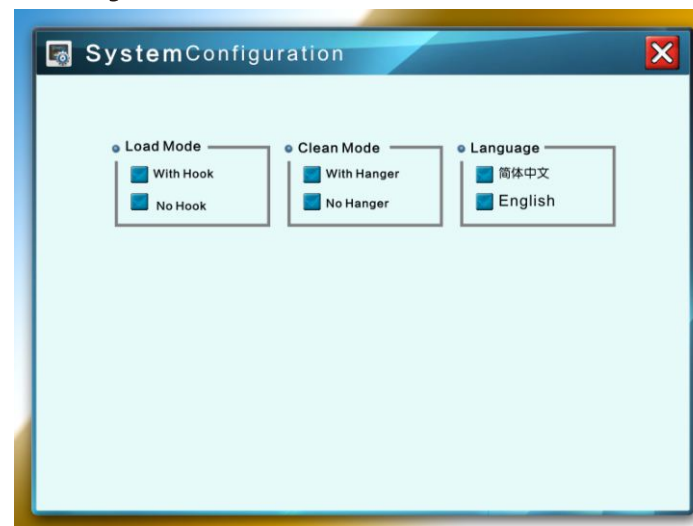 SystemConfiguration
Load Mode
With Hook
No Hook
Clean Mode
With Hanger
No Hanger
Language
简体中文
English